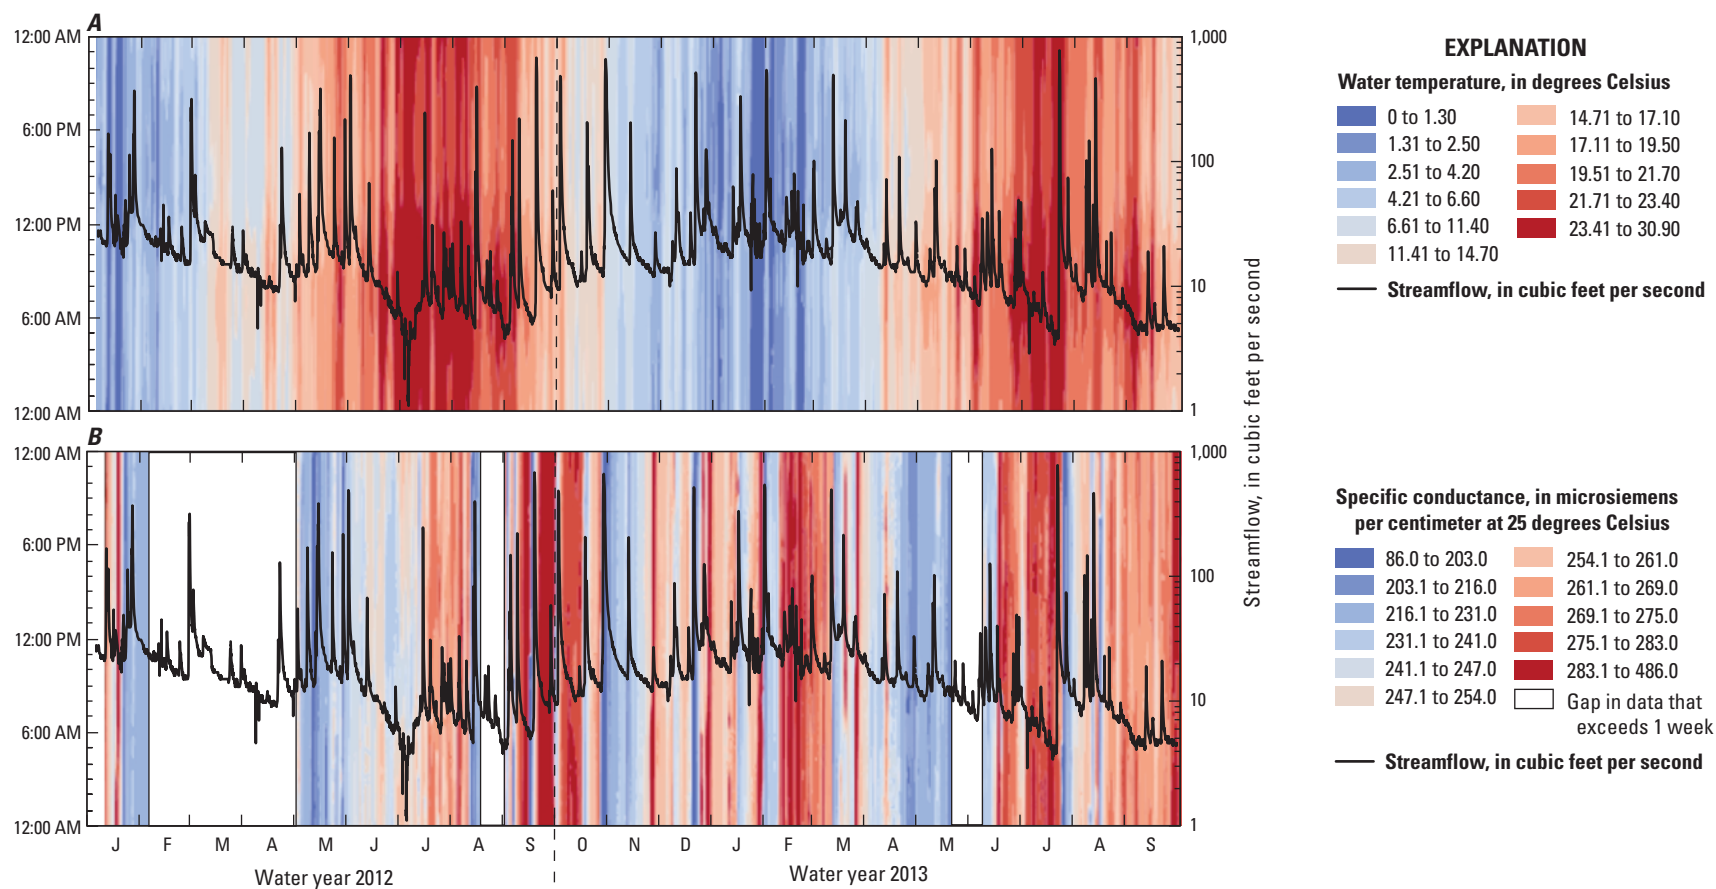 A
12:00 AM
6:00 PM
12:00 PM
6:00 AM
12:00 AM
1,000
100
10
1
B
12:00 AM
6:00 PM
12:00 PM
6:00 AM
12:00 AM
1,000
100
10
1
Streamflow, in cubic feet per second
J F M A M J J A S O N D J F M A M J J A S
Water year 2012
Water year 2013
EXPLANATION
Water temperature, in degrees Celsius
0 to 1.30
1.31 to 2.50
2.51 to 4.20
4.21 to 6.60
6.61 to 11.40
11.41 to 14.70
14.71 to 17.10
17.11 to 19.50
19.51 to 21.70
21.71 to 23.40
23.41 to 30.90
Streamflow, in cubic feet per second
Specific conductance, in microsiemens
per centimeter at 25 degrees Celsius
86.0 to 203.0
203.1 to 216.0
216.1 to 231.0
231.1 to 241.0
241.1 to 247.0
247.1 to 254.0
254.1 to 261.0
261.1 to 269.0
269.1 to 275.0
275.1 to 283.0
283.1 to 486.0
Gap in data that
exceeds 1 week
Streamflow, in cubic feet per second